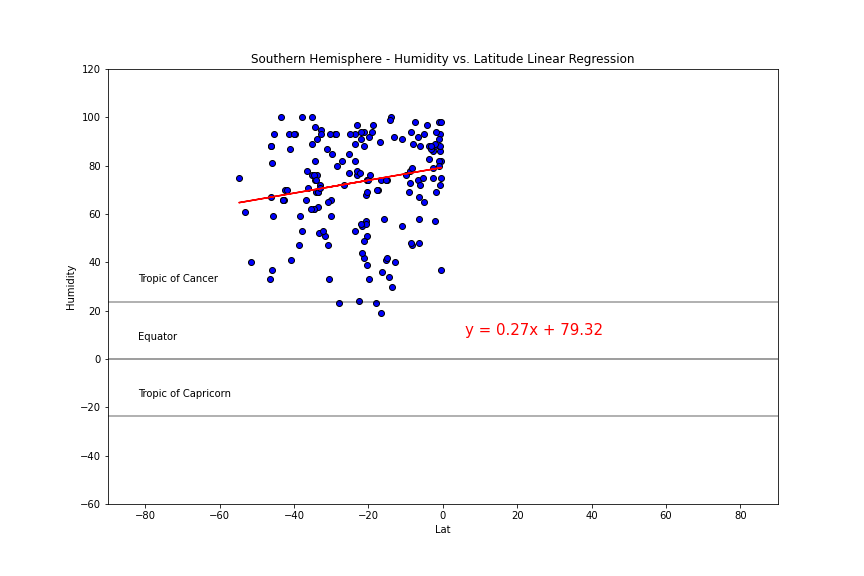 Southern Hemisphere - Humidity vs. Latitude Linear Regression
120
100
80
60
40
20
0
−20
−40
−60
Humidity
Tropic of Cancer
Equator
Tropic of Capricorn
y = 0.27x + 79.32
−80 −60 −40 −20 0 20 40 60 80
Lat